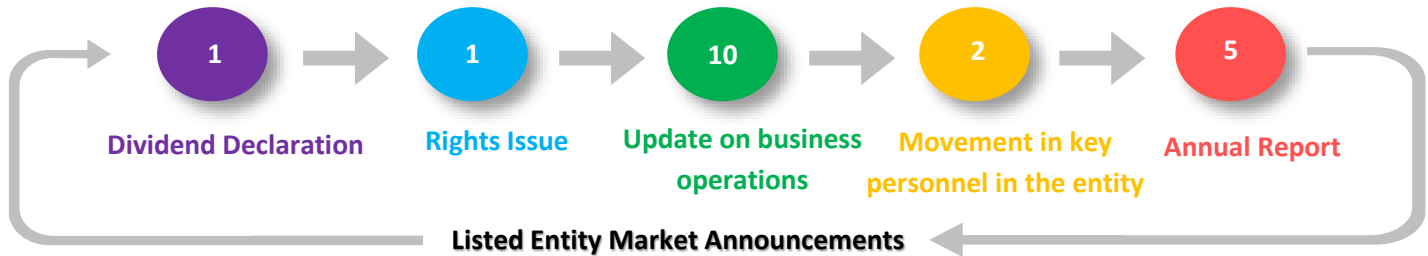 1
1
10
2
5
Dividend Declaration
Rights Issue
Update on business
operations
Movement in key
personnel in the entity
Annual Report
Listed Entity Market Announcements